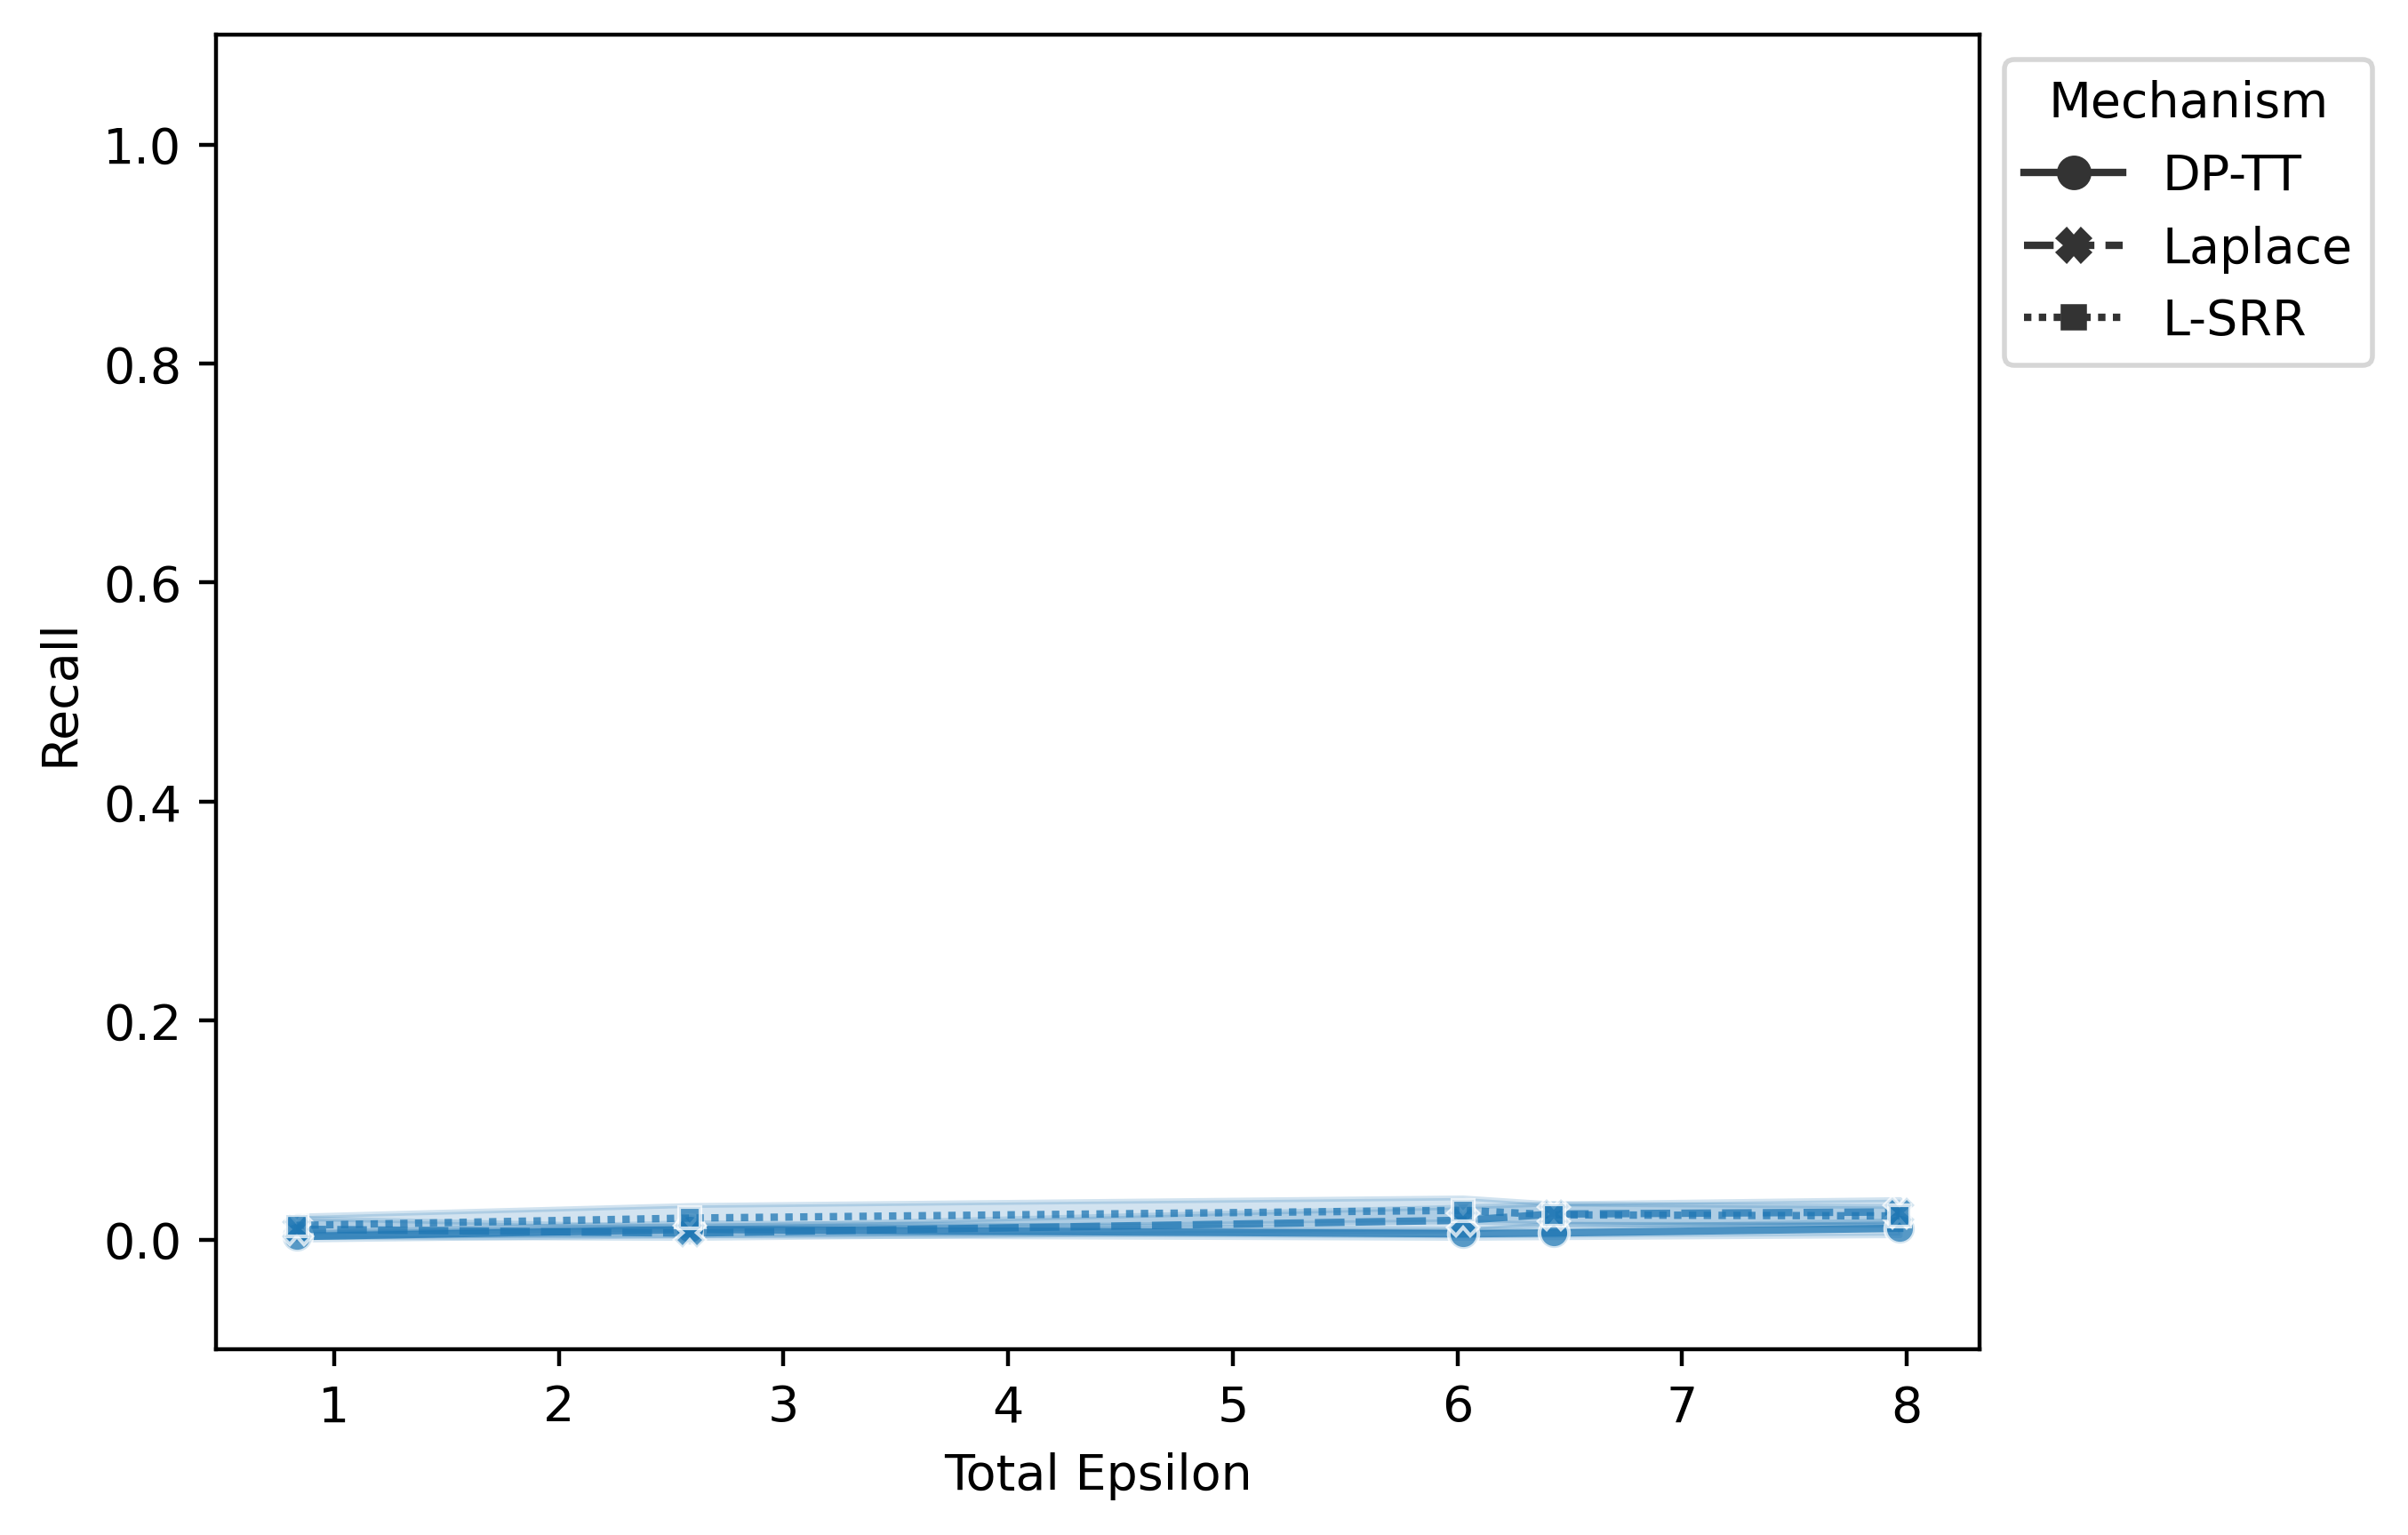 Mechanism
DP-TT
Laplace
L-SRR
1.0
0.8
0.6
0.4
0.2
0.0
Recall
1 2 3 4 5 6 7 8
Total Epsilon